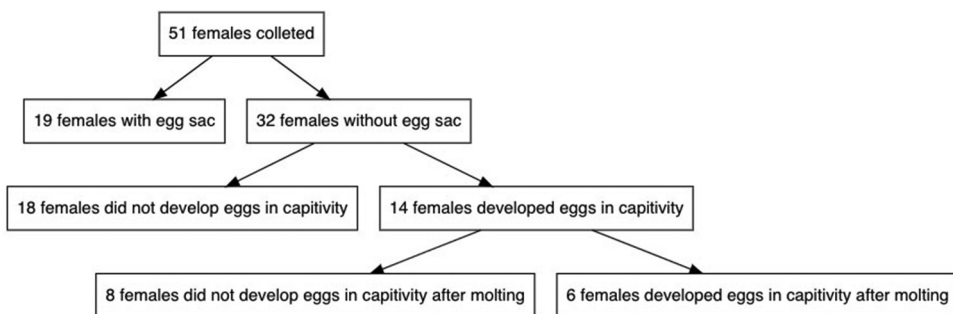 51 females colleted
19 females with egg sac
32 females without egg sac
18 females did not develop eggs in capitivity
14 females developed eggs in capitivity
8 females did not develop eggs in capitivity after molting
6 females developed eggs in capitivity after molting